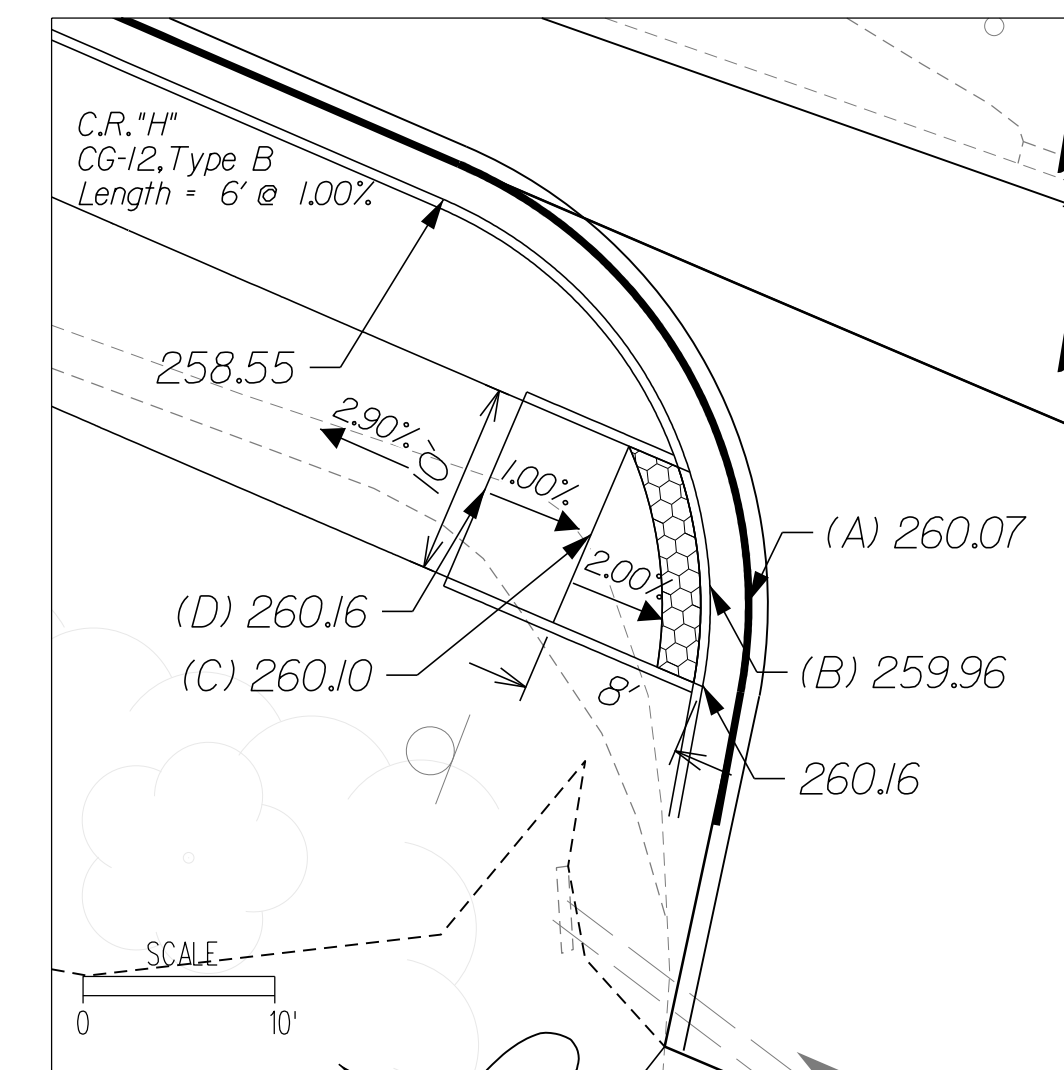 C.R."H"
CG-12,Type B
Length = 6' @ 1.00%
258.55
2.90%
10'
1.00%
2.00%
(A) 260.07
(D) 260.16
(C) 260.10
(B) 259.96
8'
260.16
SCALE
0 10'